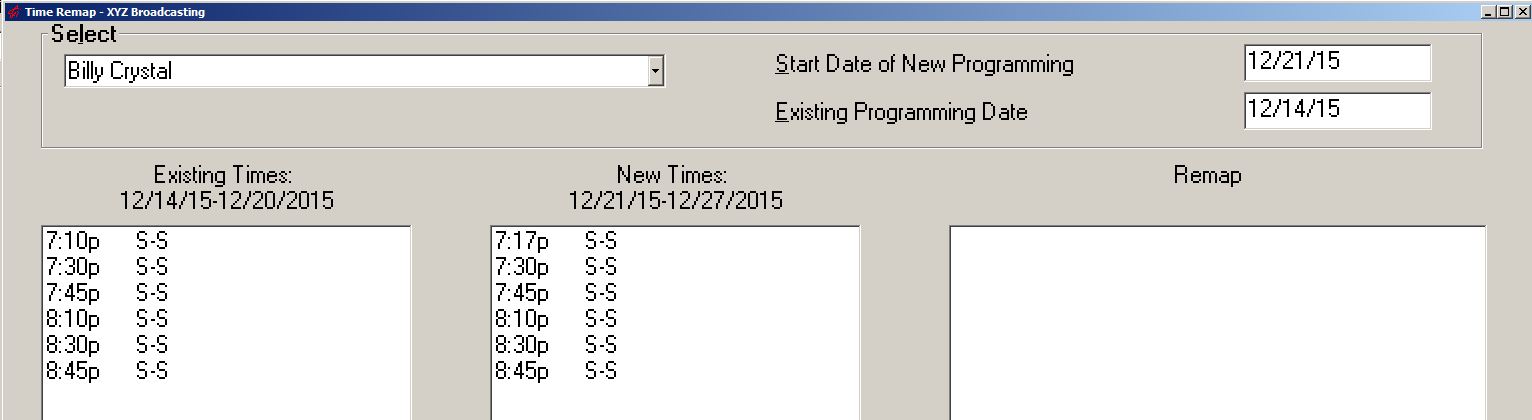 Time Remap - XYZ Broadcasting
Select
Billy Crystal
Start Date of New Programming 12/21/15
Existing Programming Date 12/14/15
Existing Times:
12/14/15-12/20/2015
7:10p S-S
7:30p S-S
7:45p S-S
8:10p S-S
8:30p S-S
8:45p S-S
New Times:
12/21/15-12/27/2015
7:17p S-S
7:30p S-S
7:45p S-S
8:10p S-S
8:30p S-S
8:45p S-S
Remap